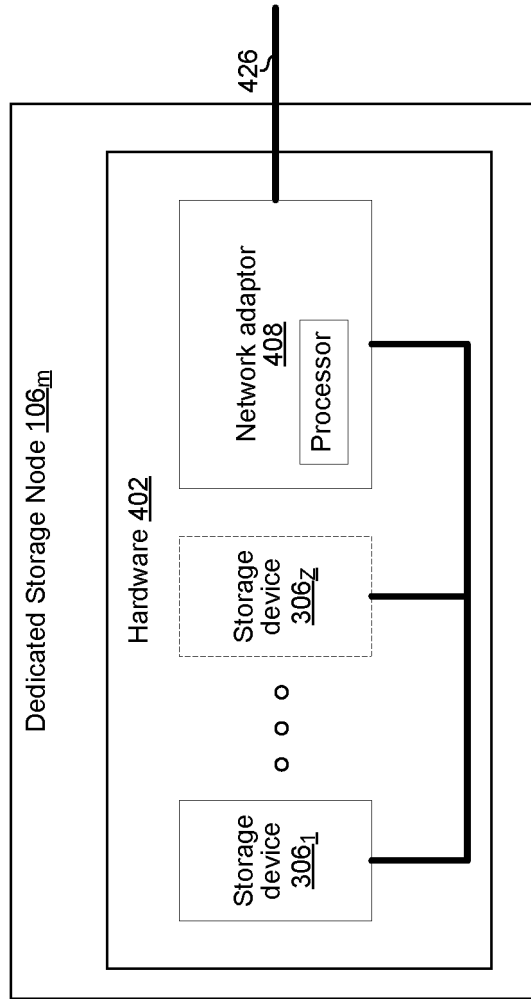 Dedicated Storage Node 106m
Hardware 402
Storage
device
3061
Storage
device
306Z
Network adaptor
408
Processor
426